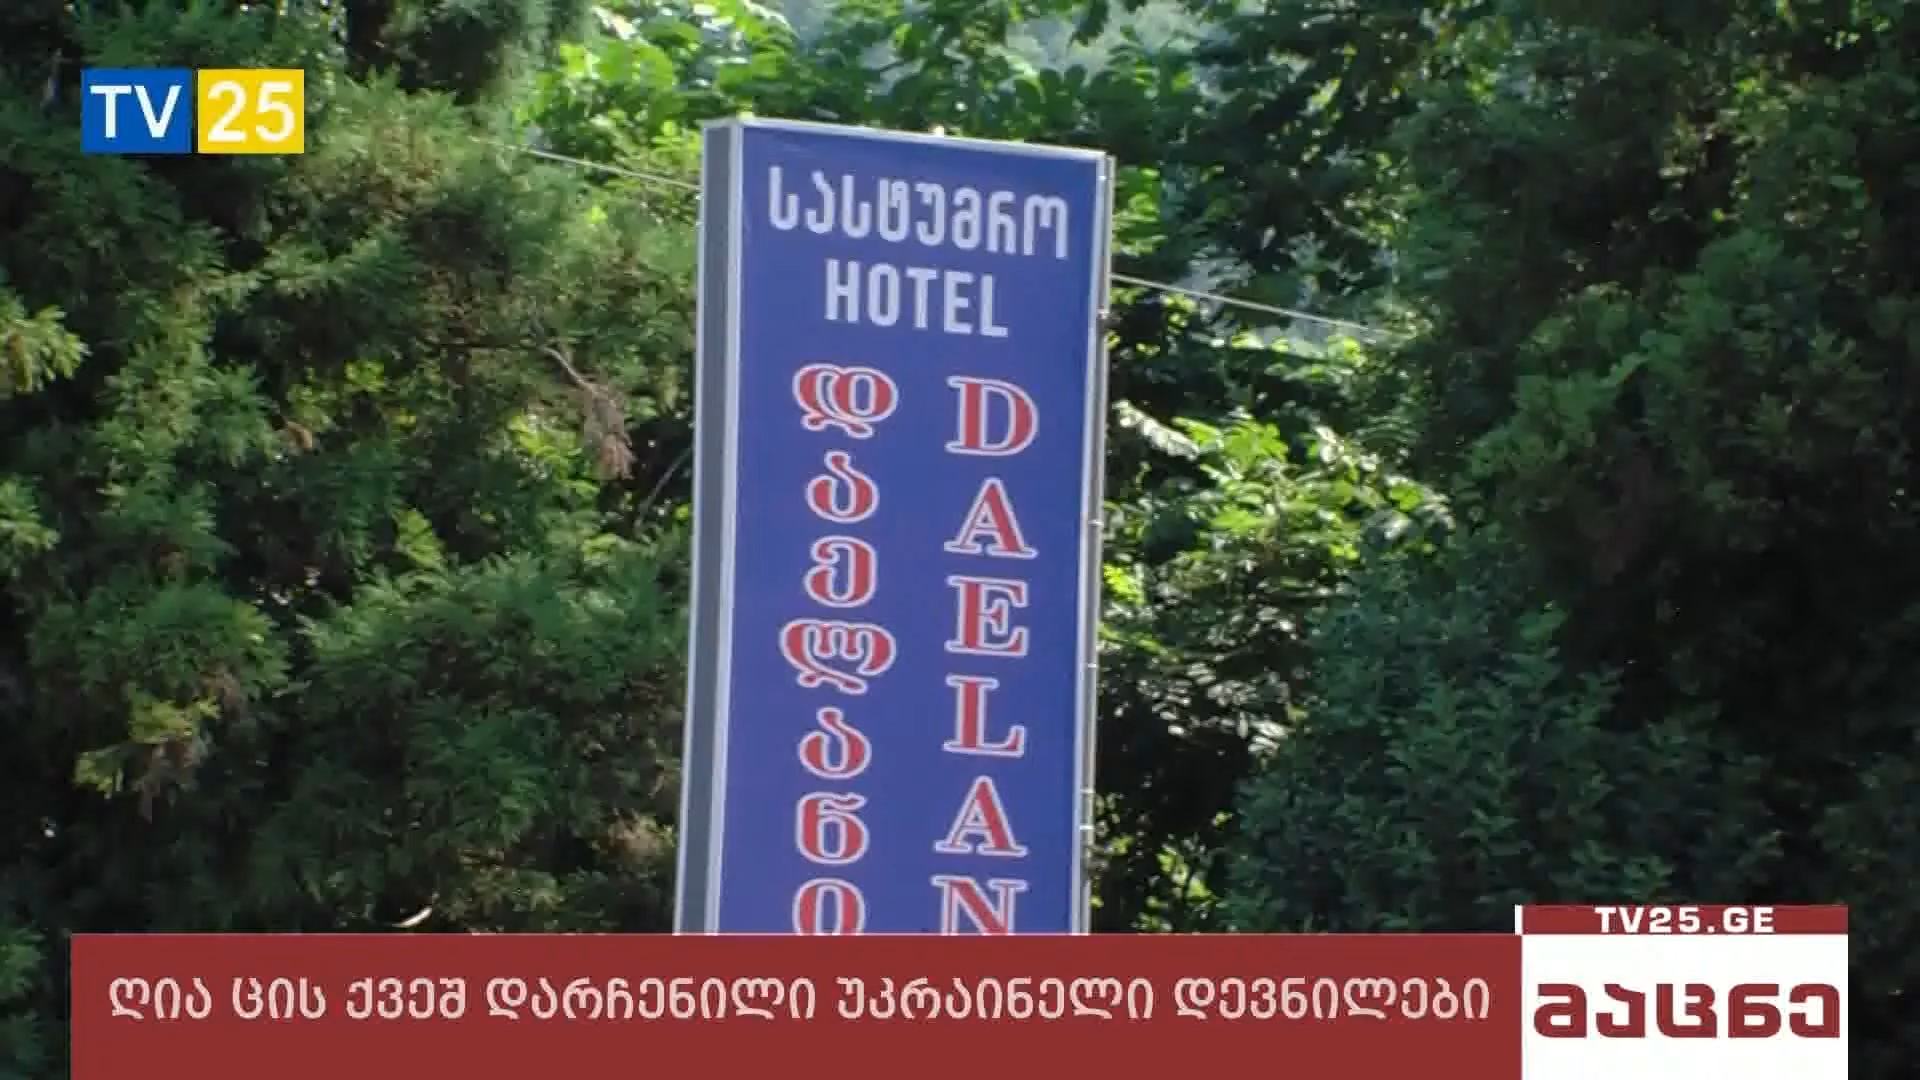 TV 25
სასტუმრო
HOTEL
დაელანი
DAELAN
TV25.GE
ღია ცის ქვეშ დარჩენილი უკრაინელი დევნილები
მაცნე